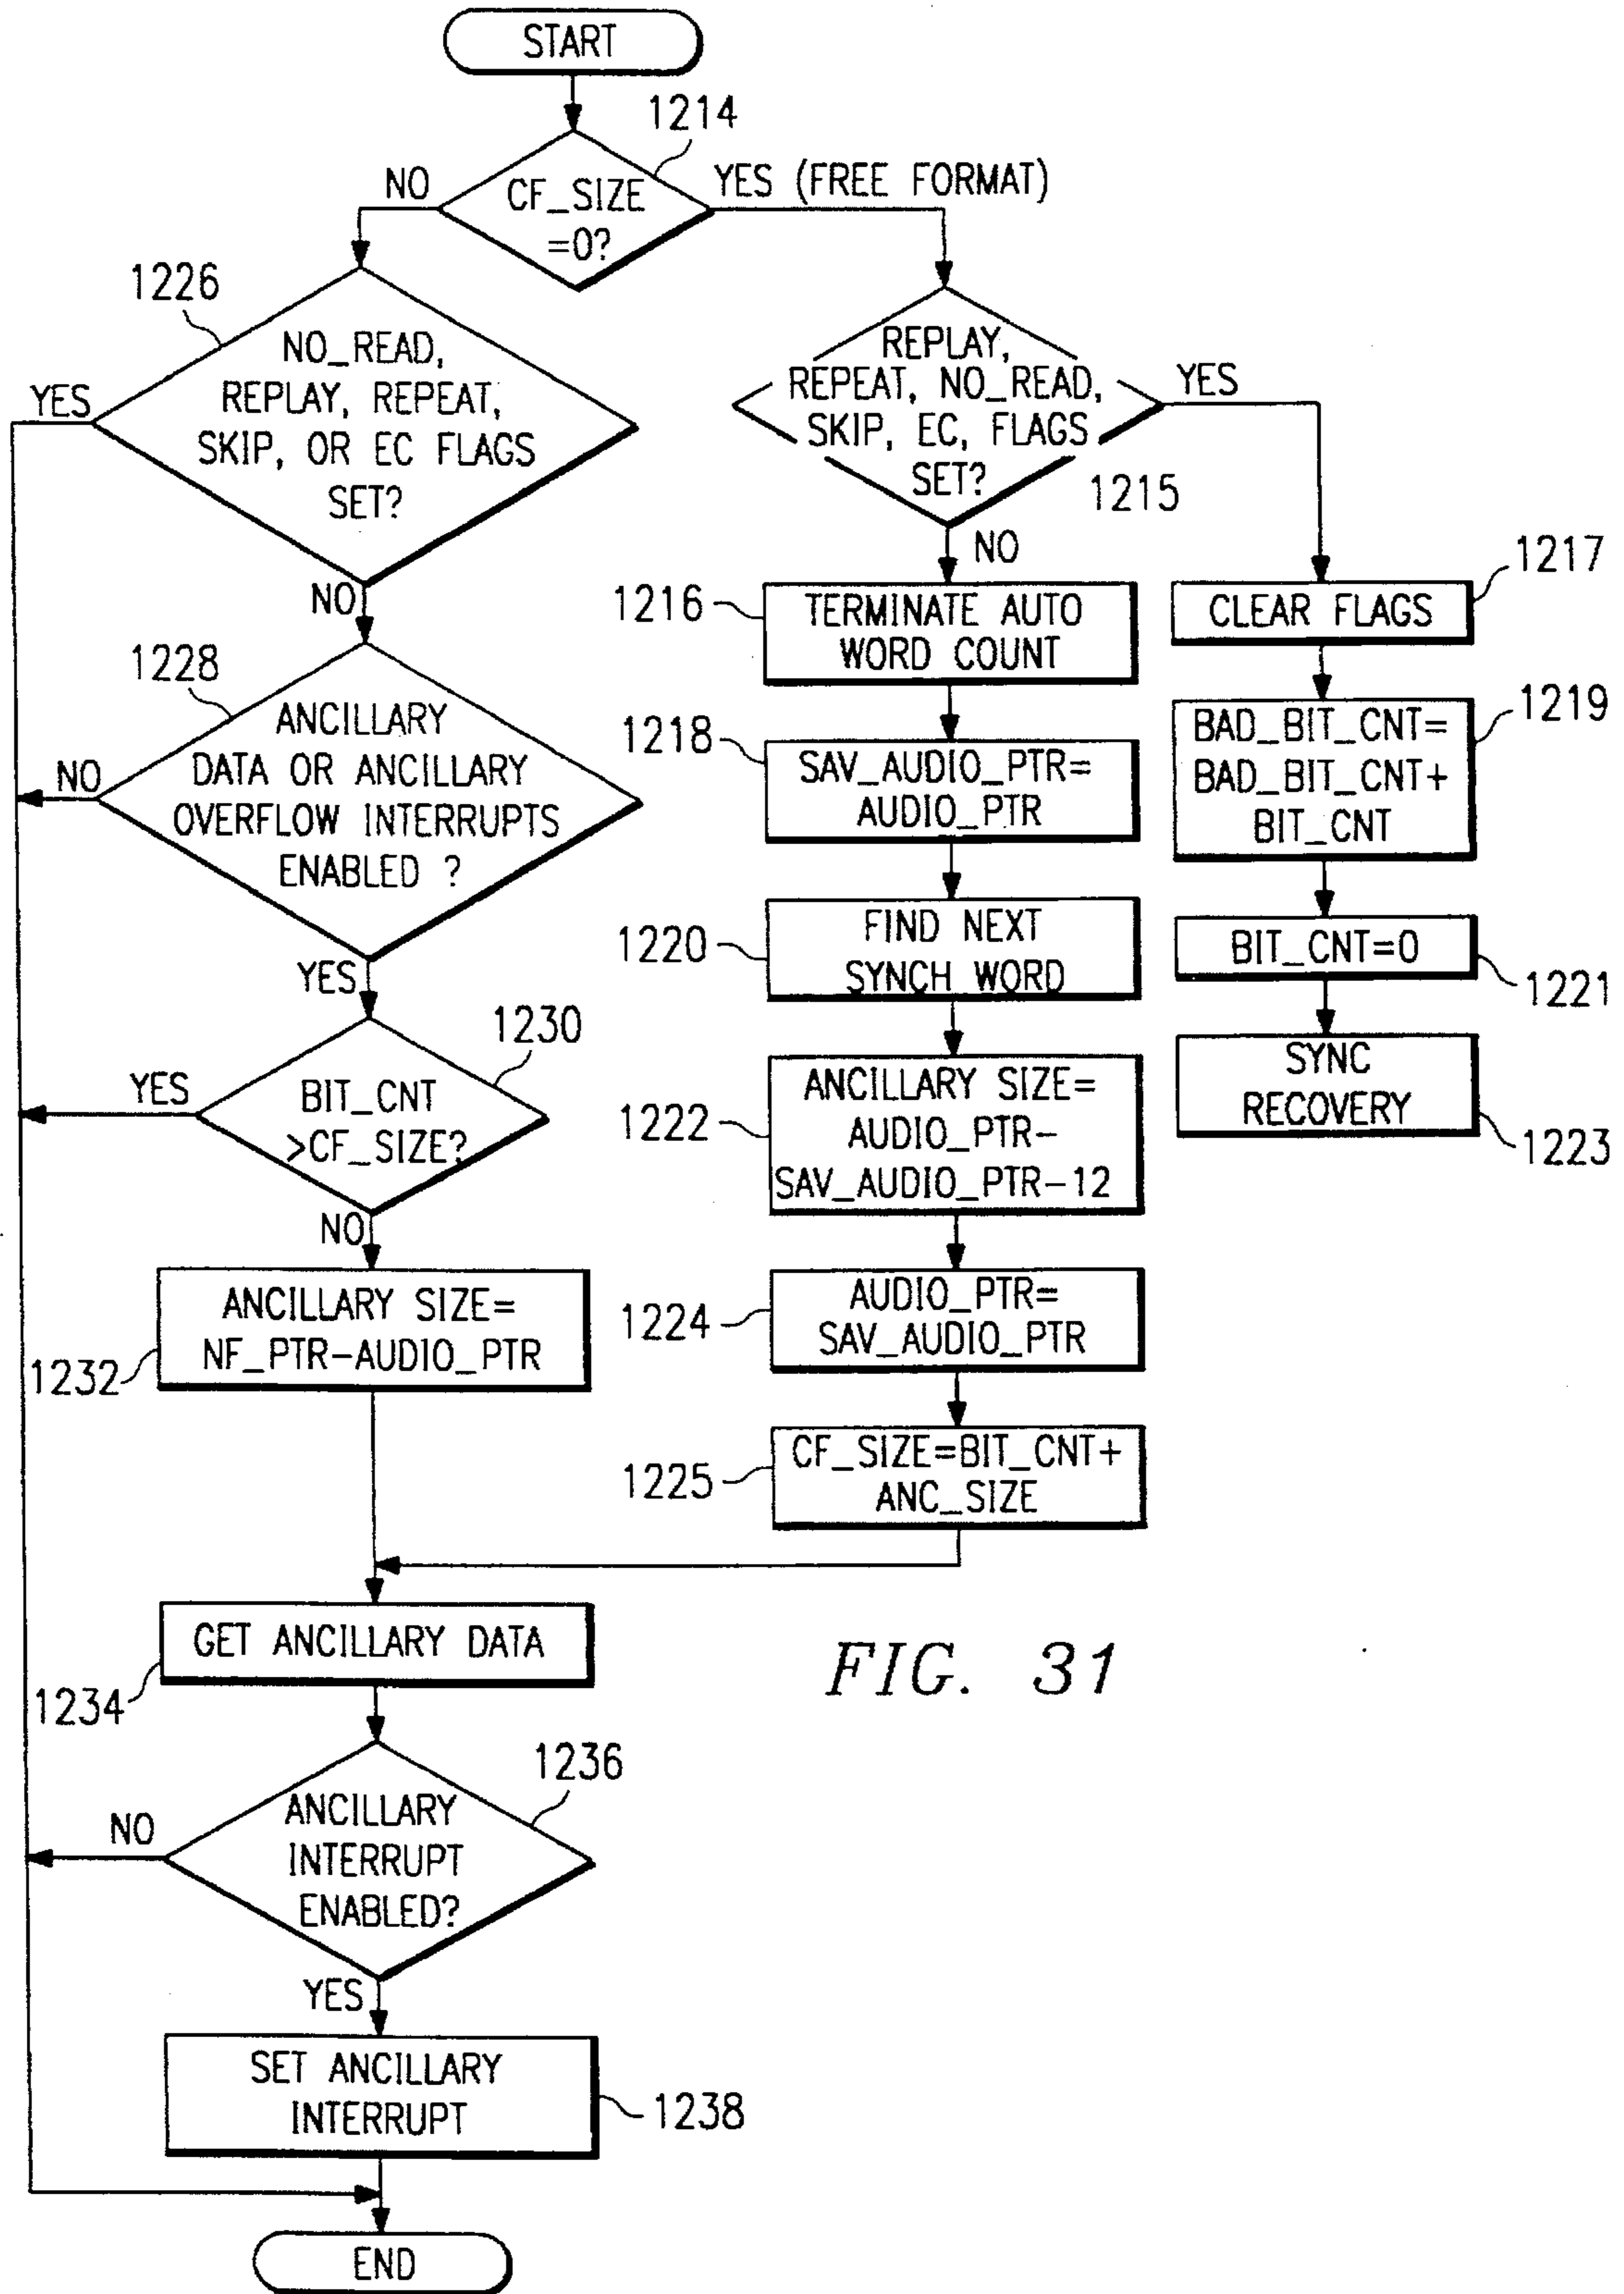 START
1214
NO
YES (FREE FORMAT)
CF_SIZE
=0?
1226
NO_READ,
REPLAY, REPEAT,
SKIP, OR EC FLAGS
SET?
YES
REPLAY,
REPEAT, NO_READ,
SKIP, EC, FLAGS
SET?
YES
1215
NO
NO
1216
TERMINATE AUTO
WORD COUNT
1217
CLEAR FLAGS
1228
ANCILLARY
DATA OR ANCILLARY
OVERFLOW INTERRUPTS
ENABLED ?
NO
1218
SAV_AUDIO_PTR=
AUDIO_PTR
1219
BAD_BIT_CNT=
BAD_BIT_CNT+
BIT_CNT
YES
1220
FIND NEXT
SYNCH WORD
BIT_CNT=0
1221
1230
YES
BIT_CNT
>CF_SIZE?
1222
ANCILLARY SIZE=
AUDIO_PTR-
SAV_AUDIO_PTR-12
SYNC
RECOVERY
1223
NO
ANCILLARY SIZE=
NF_PTR-AUDIO_PTR
1232
1224
AUDIO_PTR=
SAV_AUDIO_PTR
1225
CF_SIZE=BIT_CNT+
ANC_SIZE
GET ANCILLARY DATA
1234
FIG. 31
1236
NO
ANCILLARY
INTERRUPT
ENABLED?
YES
SET ANCILLARY
INTERRUPT
1238
END